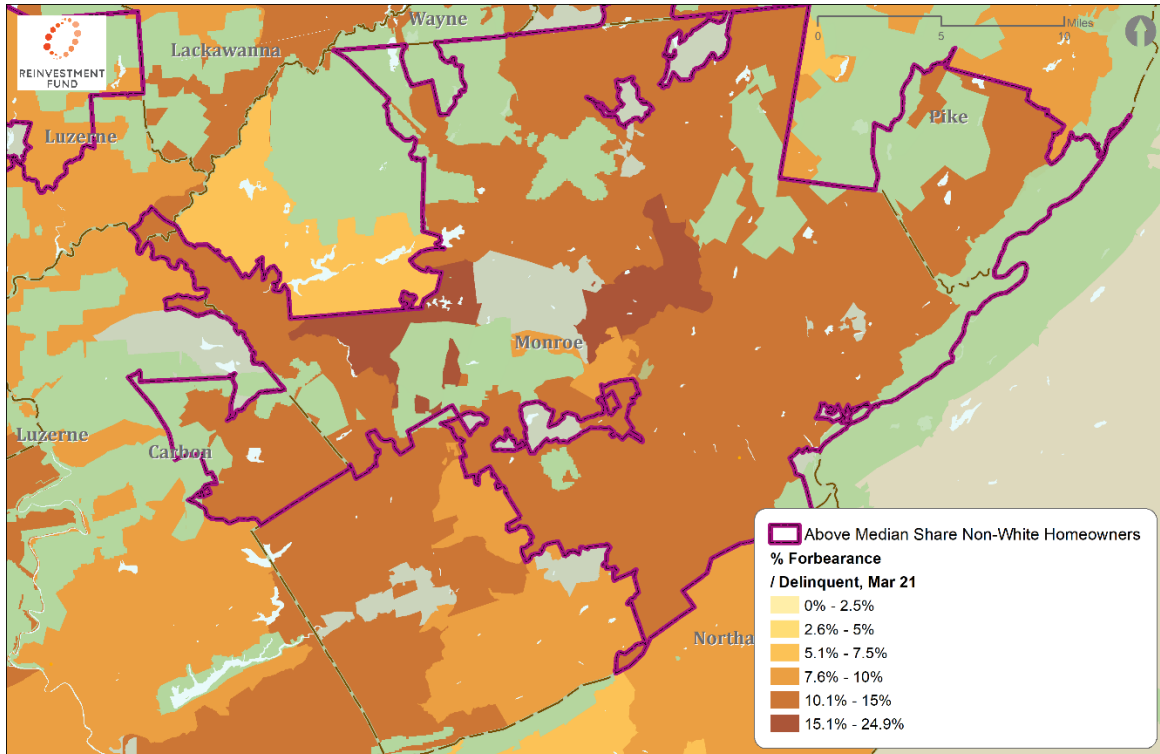 Wayne
Lackawanna
Miles
0 5 10
REINVESTMENT
FUND
Luzerne
Pike
Monroe
Luzerne
Carbon
Northa
Above Median Share Non-White Homeowners
% Forbearance
/ Delinquent, Mar 21
0% - 2.5%
2.6% - 5%
5.1% - 7.5%
7.6% - 10%
10.1% - 15%
15.1% - 24.9%